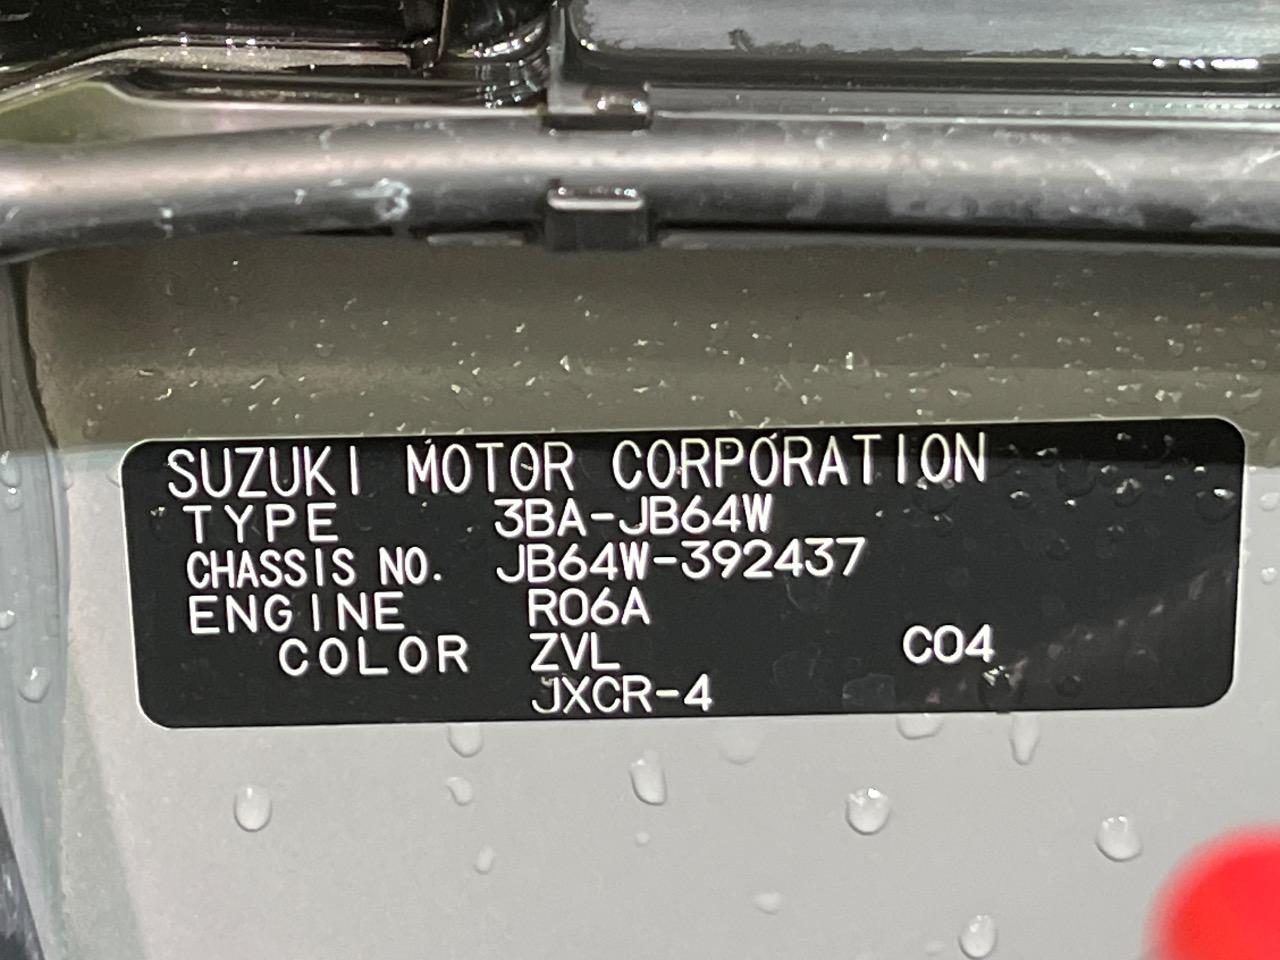 SUZUKI MOTOR CORPORATION
TYPE 3BA-JB64W
CHASSIS NO. JB64W-392437
ENGINE R06A
COLOR ZVL C04
JXCR-4